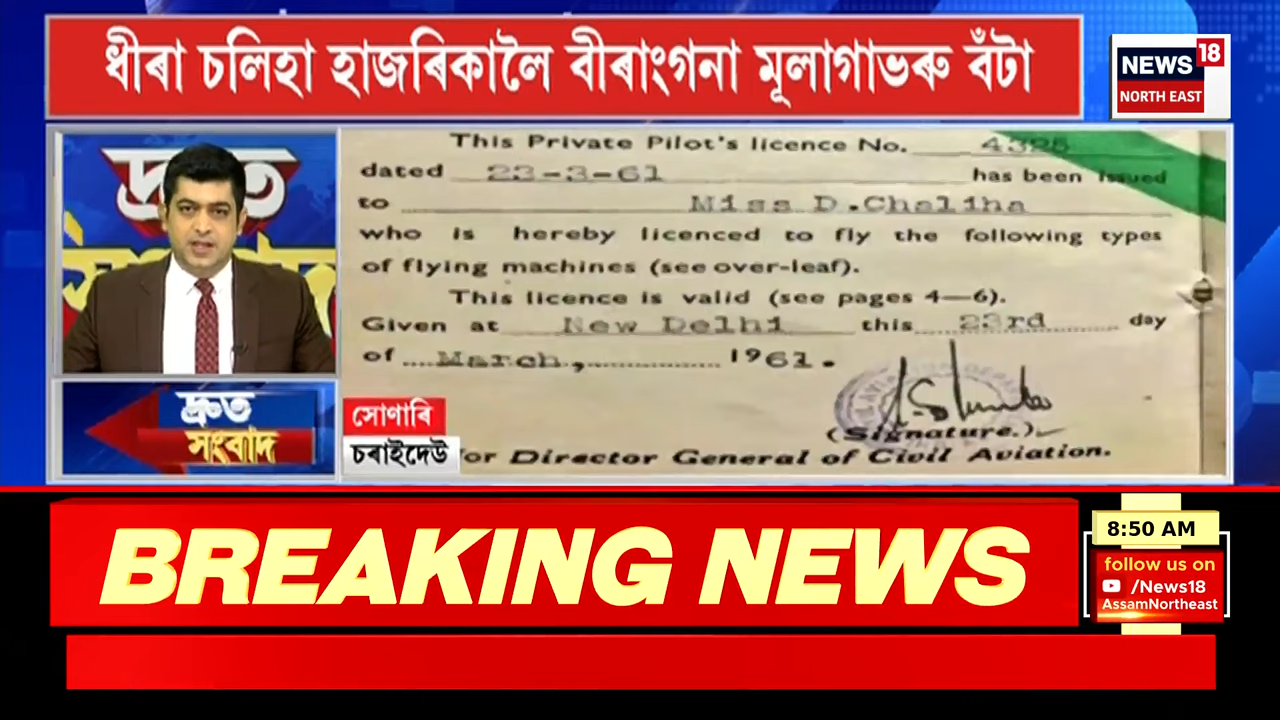 ধীৰা চলিহা হাজৰিকালৈ বীৰাংগনা মূলাগাভৰু বঁটা
NEWS 18
NORTH EAST
দ্ৰুত
This Private Pilot's licence No. 4325
dated 23-3-61 has been issued
to Miss D.Chaliha
who is hereby licenced to fly the following types
of flying machines (see over-leaf).
This licence is valid (see pages 4—6).
Given at New Delhi this 23rd day
of March, 1961.
(Signature.)
or Director General of Civil Aviation.
দ্ৰুত
সংবাদ
সোণাৰি
চৰাইদেউ
BREAKING NEWS
8:50 AM
follow us on
/News18
AssamNortheast